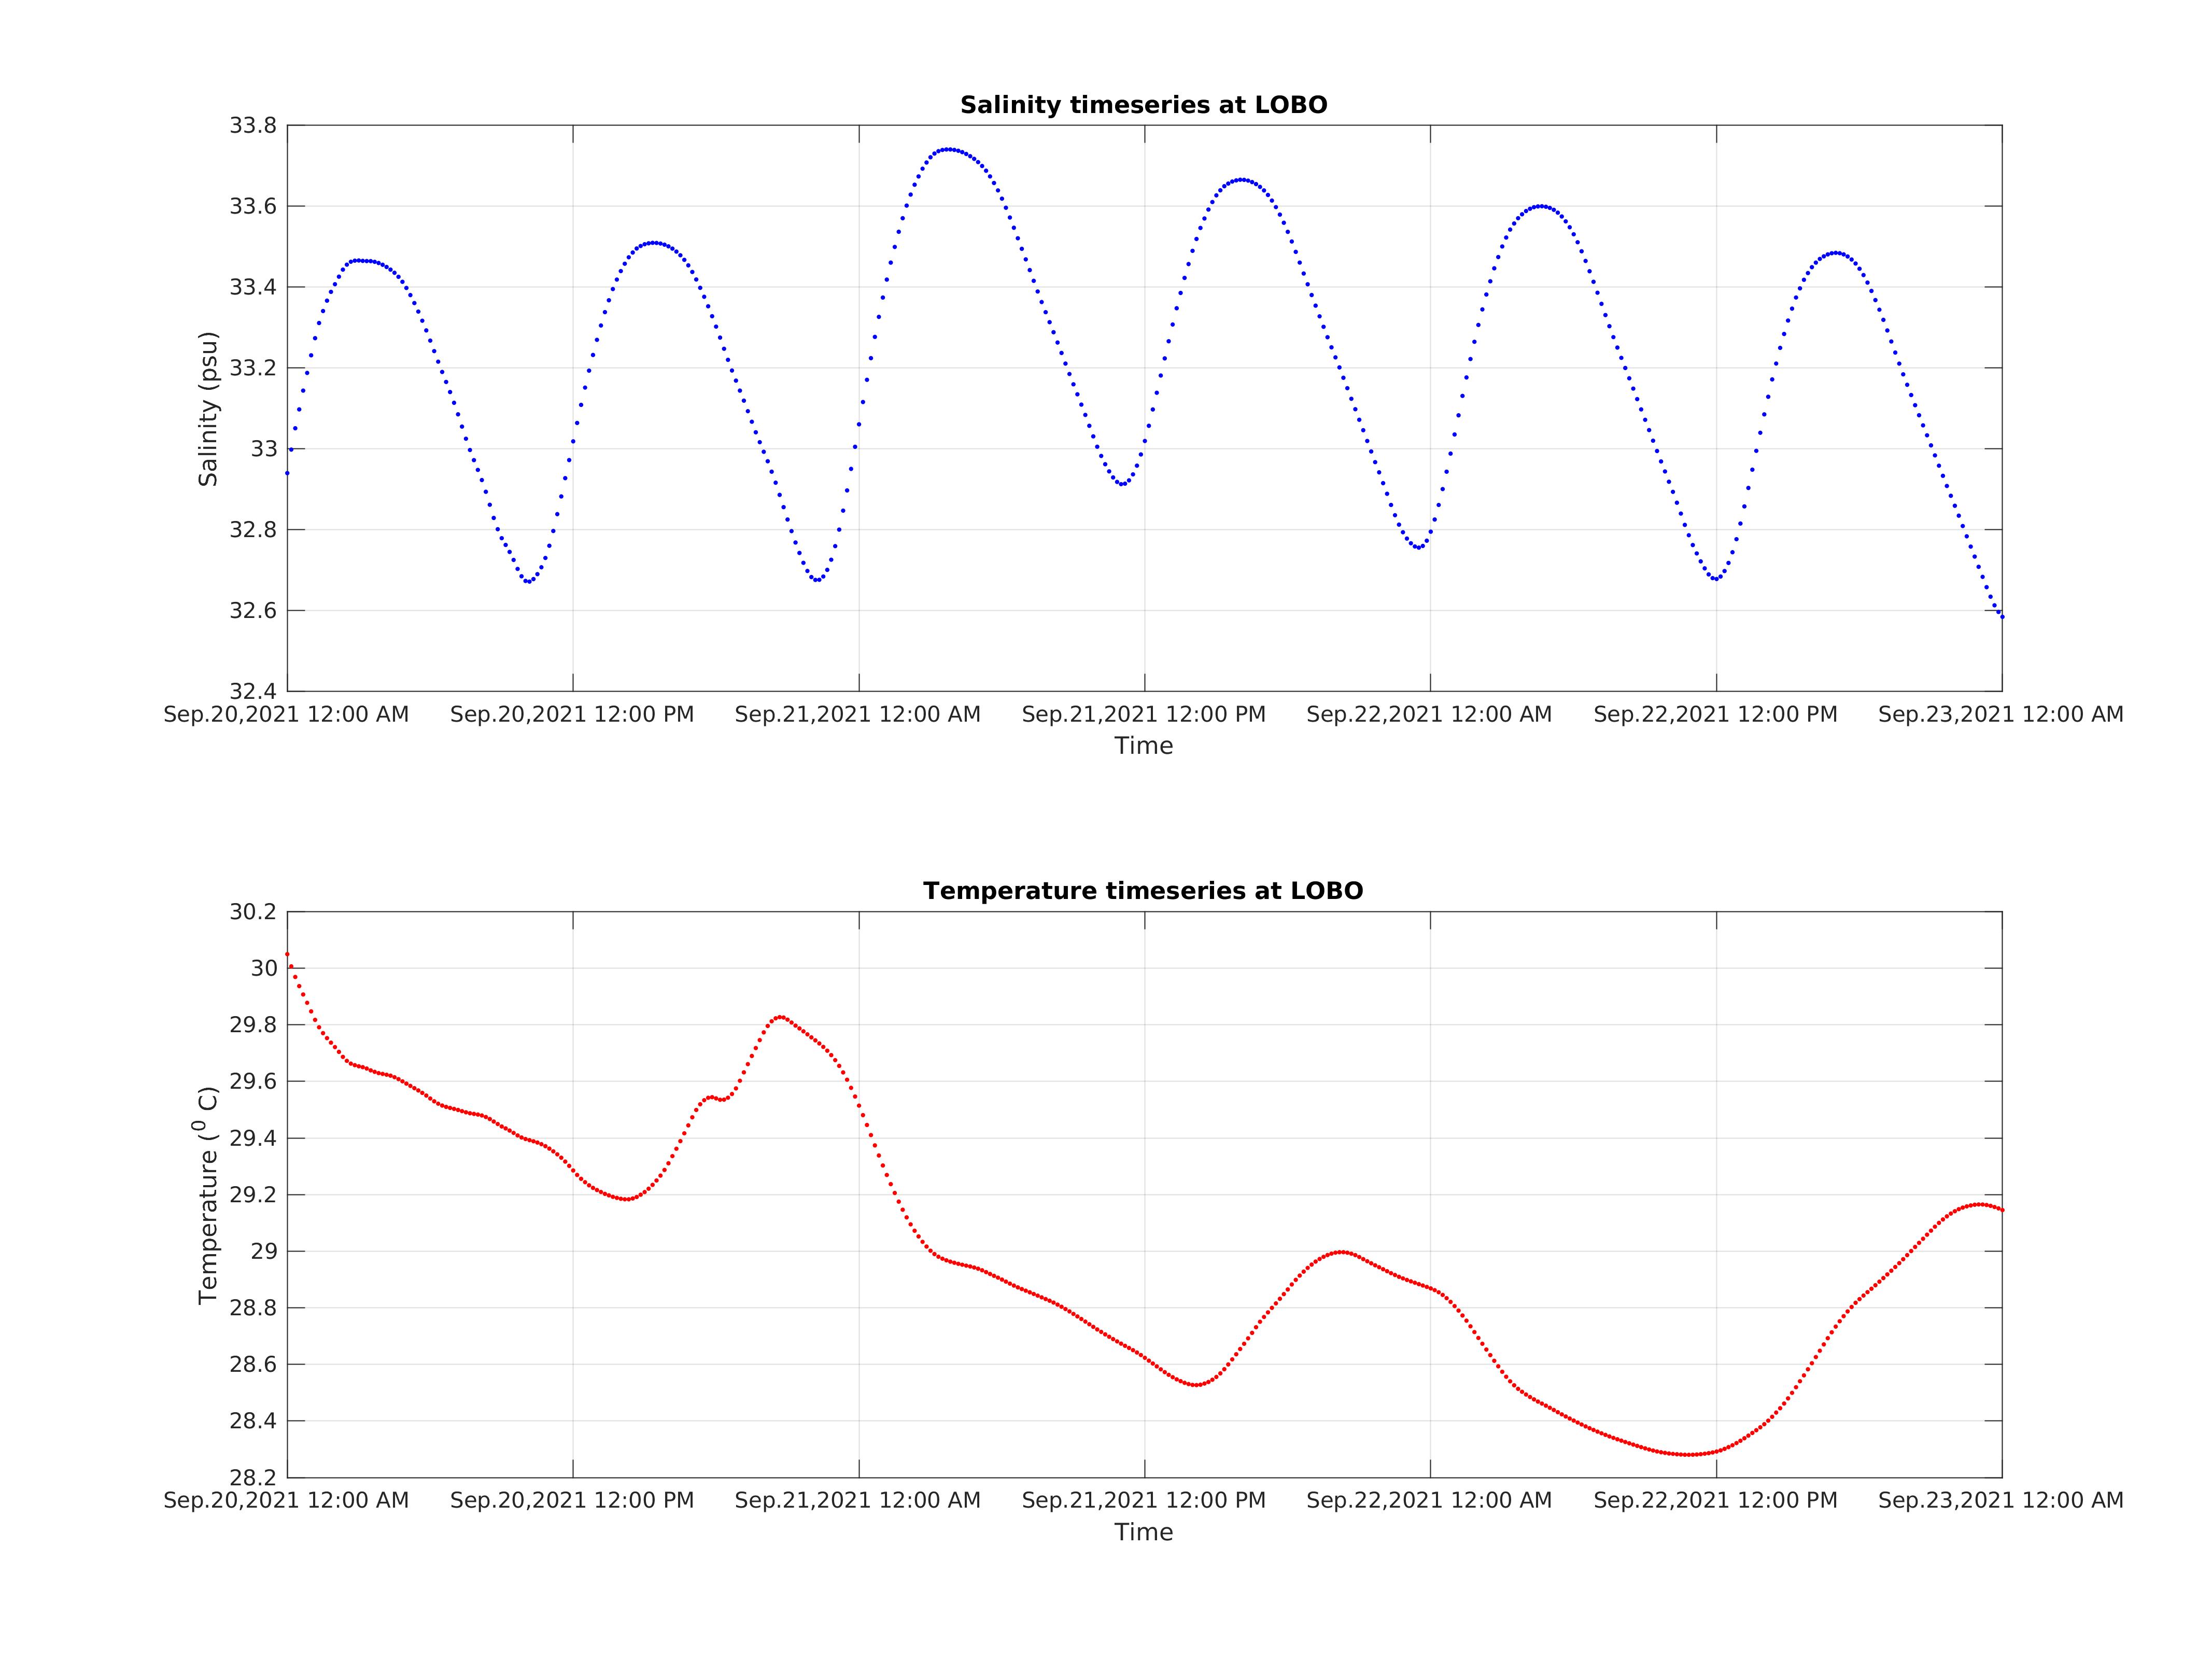 Salinity timeseries at LOBO
33.8
33.6
33.4
33.2
33
32.8
32.6
32.4
Salinity (psu)
Sep.20,2021 12:00 AM Sep.20,2021 12:00 PM Sep.21,2021 12:00 AM Sep.21,2021 12:00 PM Sep.22,2021 12:00 AM Sep.22,2021 12:00 PM Sep.23,2021 12:00 AM
Time
Temperature timeseries at LOBO
30.2
30
29.8
29.6
29.4
29.2
29
28.8
28.6
28.4
28.2
Temperature (⁰ C)
Sep.20,2021 12:00 AM Sep.20,2021 12:00 PM Sep.21,2021 12:00 AM Sep.21,2021 12:00 PM Sep.22,2021 12:00 AM Sep.22,2021 12:00 PM Sep.23,2021 12:00 AM
Time